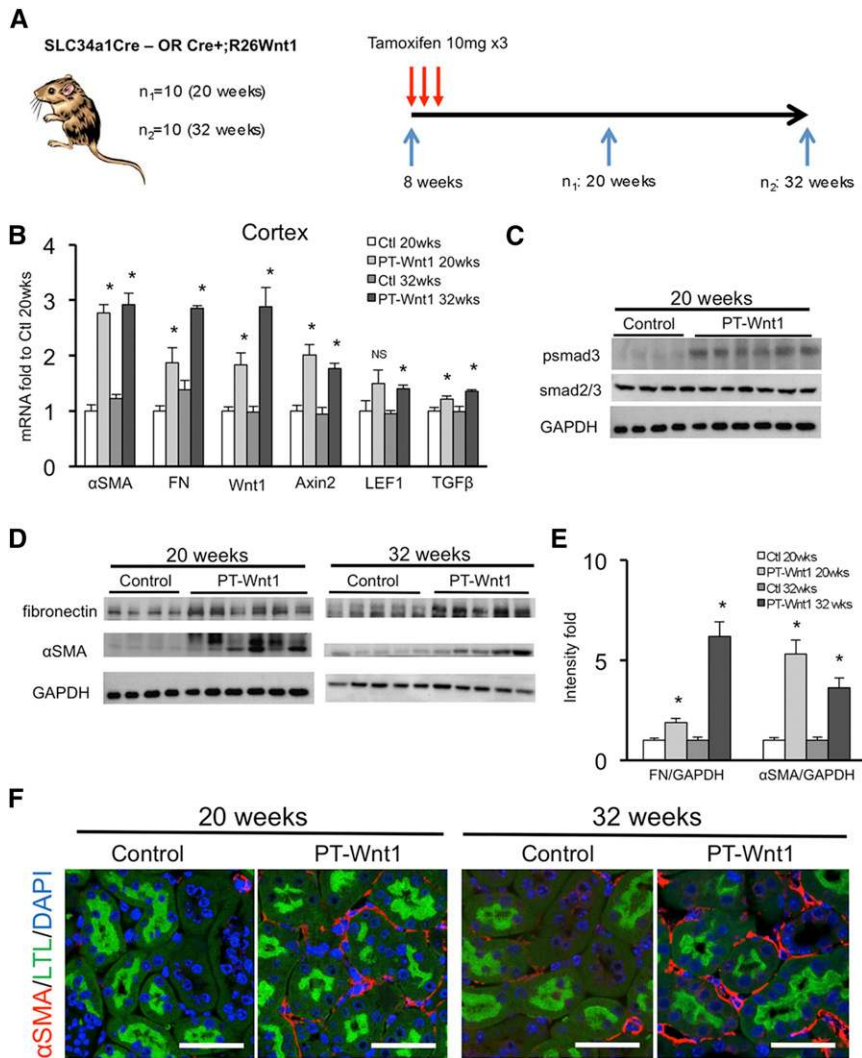 A
SLC34a1Cre – OR Cre+;R26Wnt1
n1=10 (20 weeks)
n2=10 (32 weeks)
Tamoxifen 10mg x3
8 weeks
n1: 20 weeks
n2: 32 weeks
B
Cortex
mRNA fold to Ctl 20wks
4
3
2
1
0
Ctl 20wks
PT-Wnt1 20wks
Ctl 32wks
PT-Wnt1 32wks
* * * * * * * * NS * * *
αSMA FN Wnt1 Axin2 LEF1 TGFβ
C
20 weeks
Control PT-Wnt1
psmad3
smad2/3
GAPDH
D
20 weeks 32 weeks
Control PT-Wnt1 Control PT-Wnt1
fibronectin
αSMA
GAPDH
E
Intensity fold
10
5
0
Ctl 20wks
PT-Wnt1 20wks
Ctl 32wks
PT-Wnt1 32 wks
* * * *
FN/GAPDH αSMA/GAPDH
F
20 weeks 32 weeks
Control PT-Wnt1 Control PT-Wnt1
αSMA/LTL/DAPI